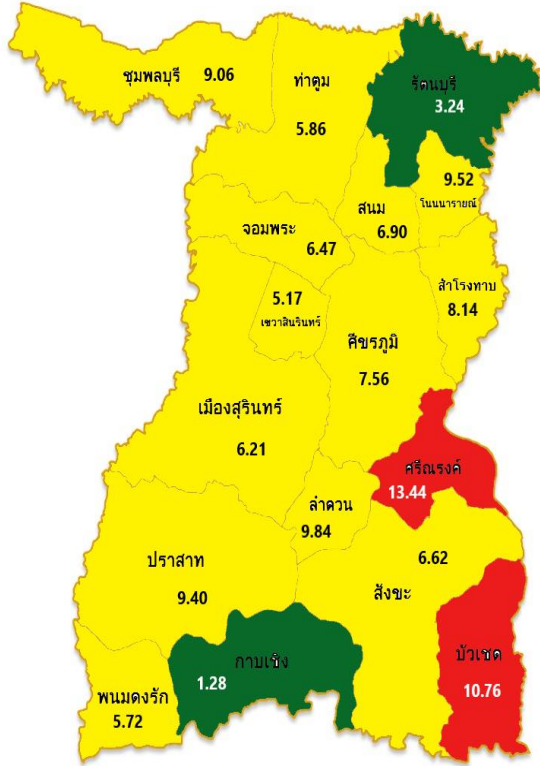 ชุมพลบุรี 9.06
ท่าตูม
5.86
รัตนบุรี
3.24
9.52
โนนนารายณ์
สนม
6.90
จอมพระ
6.47
สำโรงทาบ
8.14
5.17
เขวาสินรินทร์
ศีขรภูมิ
7.56
เมืองสุรินทร์
6.21
ศรีณรงค์
13.44
ลำดวน
9.84
ปราสาท
9.40
6.62
สังขะ
บัวเชด
10.76
กาบเชิง
1.28
พนมดงรัก
5.72